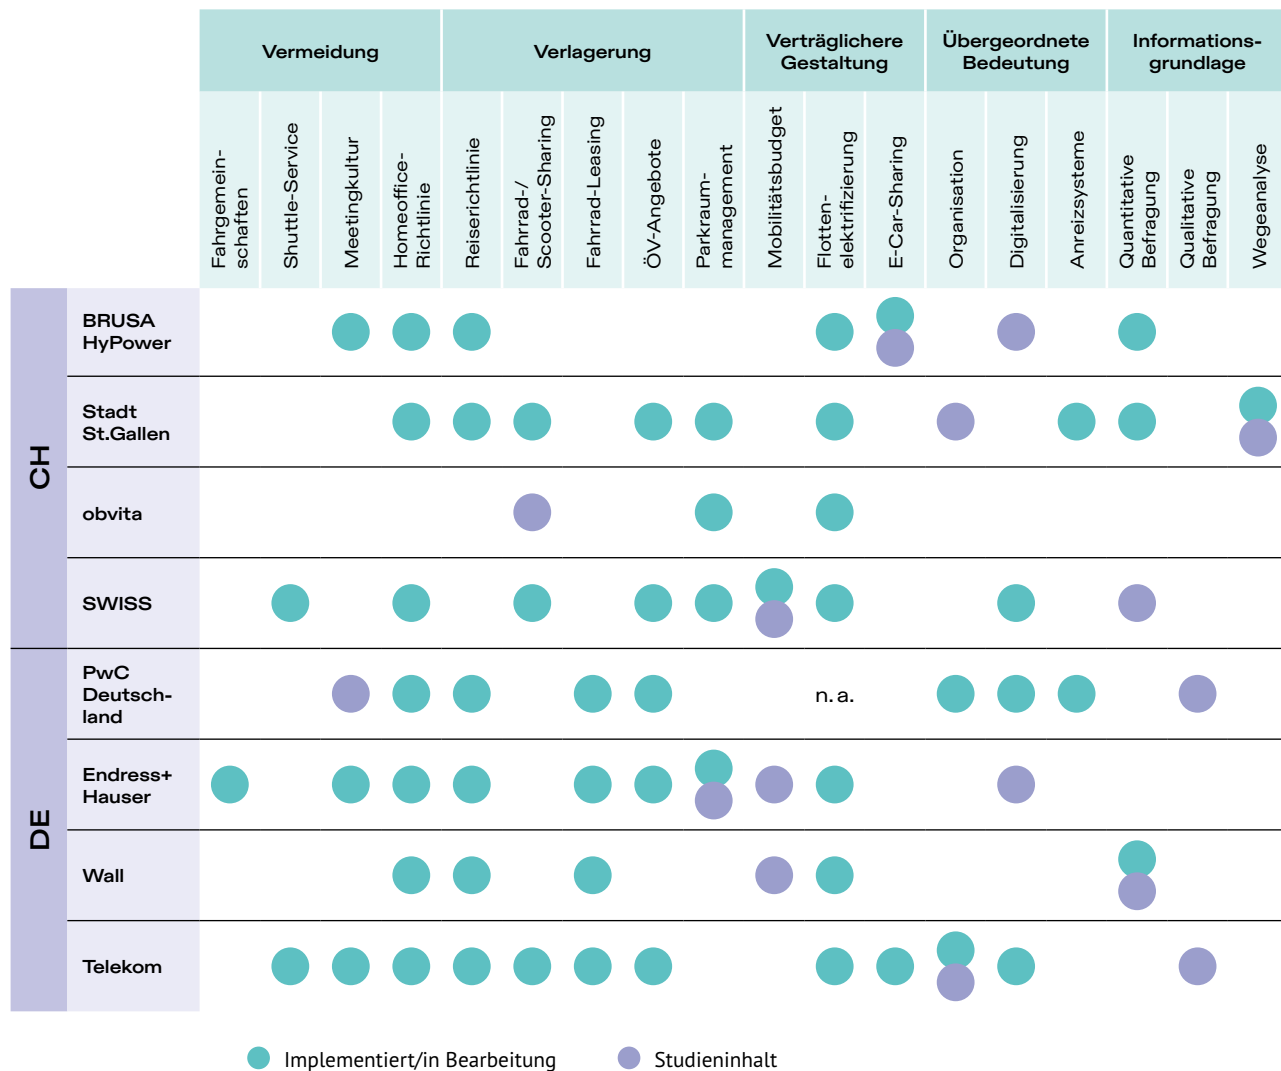 Vermeidung
Verlagerung
Verträglichere
Gestaltung
Übergeordnete
Bedeutung
Informations-
grundlage
Fahrgemein-
schaften
Shuttle-Service
Meetingkultur
Homeoffice-
Richtlinie
Reiserichtlinie
Fahrrad-/
Scooter-Sharing
Fahrrad-Leasing
ÖV-Angebote
Parkraum-
management
Mobilitätsbudget
Flotten-
elektrifizierung
E-Car-Sharing
Organisation
Digitalisierung
Anreizsysteme
Quantitative
Befragung
Qualitative
Befragung
Wegeanalyse
CH
BRUSA
HyPower
Stadt
St.Gallen
obvita
SWISS
DE
PwC
Deutsch-
land
n. a.
Endress+
Hauser
Wall
Telekom
Implementiert/in Bearbeitung
Studieninhalt